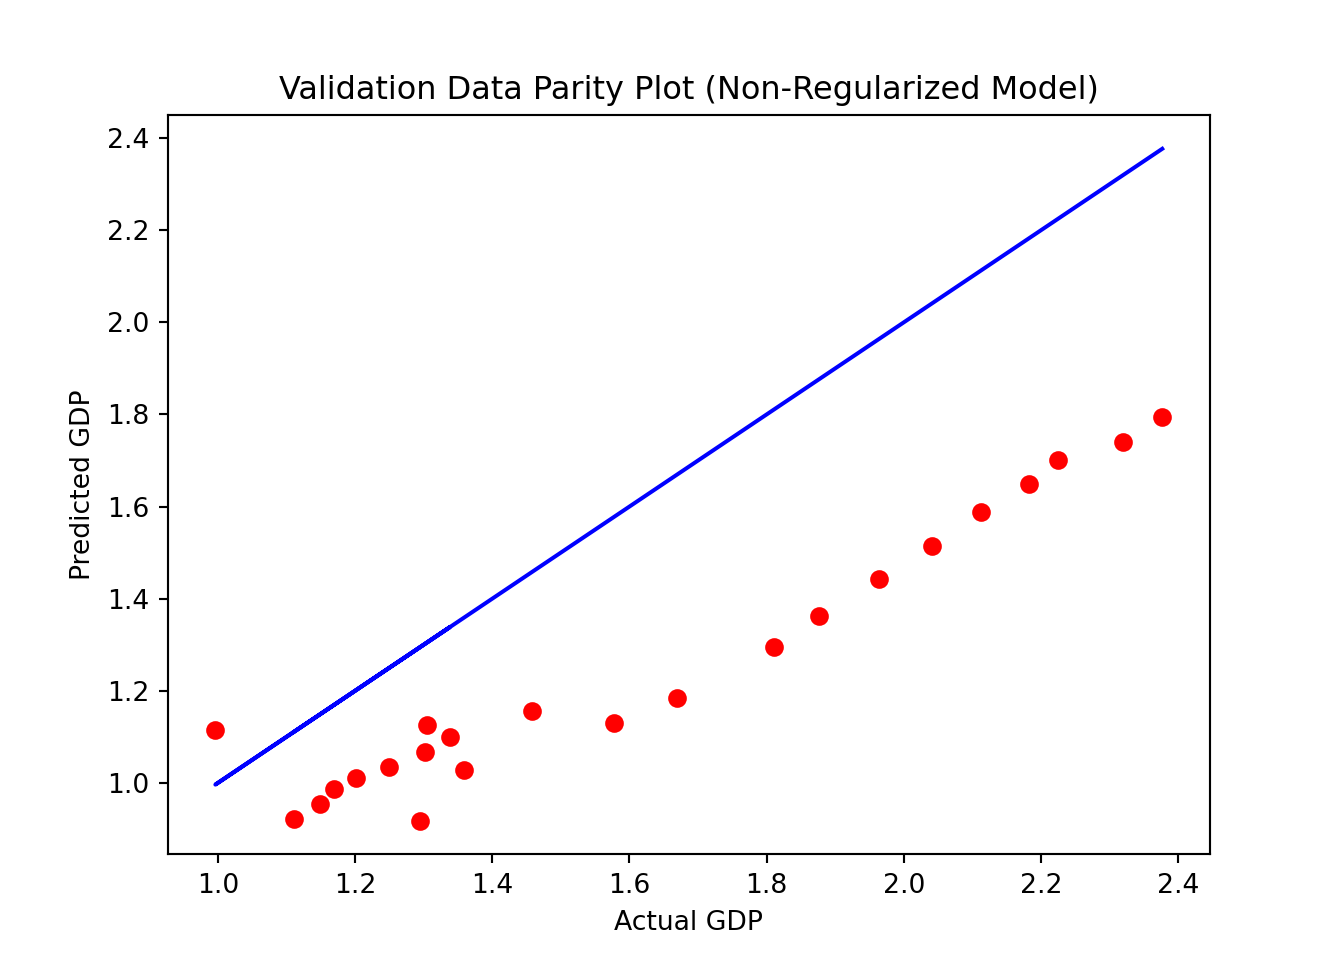 Validation Data Parity Plot (Non-Regularized Model)
2.4
2.2
2.0
1.8
1.6
1.4
1.2
1.0
Predicted GDP
1.0 1.2 1.4 1.6 1.8 2.0 2.2 2.4
Actual GDP